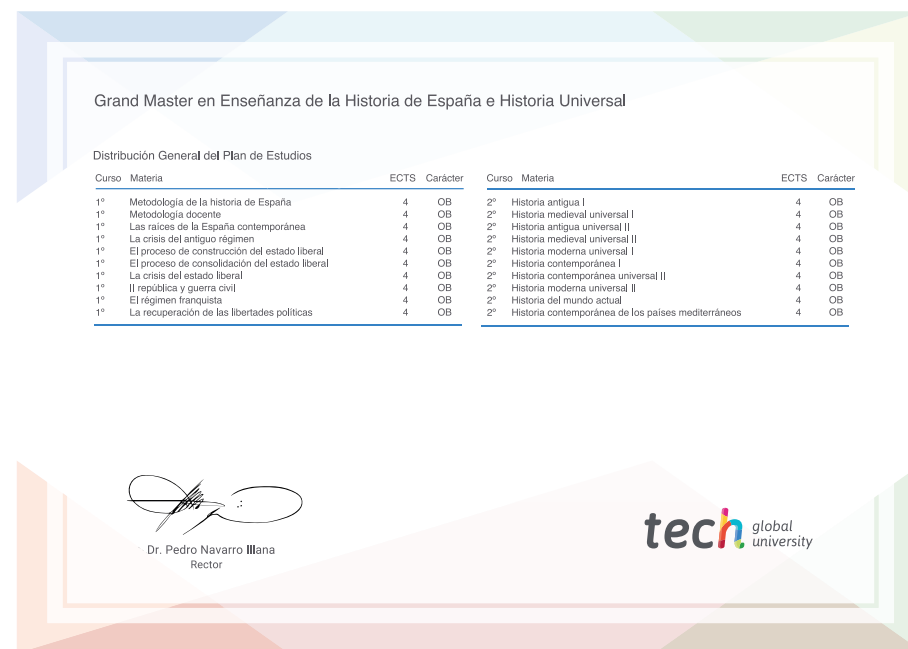 Grand Master en Enseñanza de la Historia de España e Historia Universal
Distribución General del Plan de Estudios
Curso Materia ECTS Carácter
1º Metodología de la historia de España 4 OB
1º Metodología docente 4 OB
1º Las raíces de la España contemporánea 4 OB
1º La crisis del antiguo régimen 4 OB
1º El proceso de construcción del estado liberal 4 OB
1º El proceso de consolidación del estado liberal 4 OB
1º La crisis del estado liberal 4 OB
1º II república y guerra civil 4 OB
1º El régimen franquista 4 OB
1º La recuperación de las libertades políticas 4 OB
Curso Materia ECTS Carácter
2º Historia antigua I 4 OB
2º Historia medieval universal I 4 OB
2º Historia antigua universal II 4 OB
2º Historia medieval universal II 4 OB
2º Historia moderna universal I 4 OB
2º Historia contemporánea I 4 OB
2º Historia contemporánea universal II 4 OB
2º Historia moderna universal II 4 OB
2º Historia del mundo actual 4 OB
2º Historia contemporánea de los países mediterráneos 4 OB
Dr. Pedro Navarro Illana
Rector
tech global
university